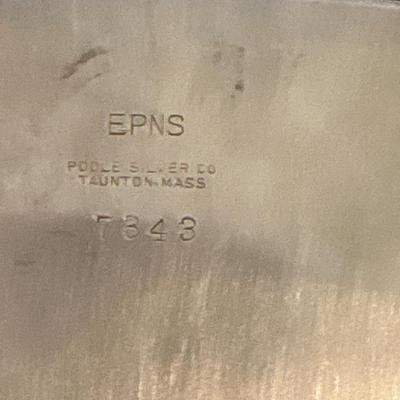 EPNS
POOLE SILVER CO
TAUNTON, MASS
7343